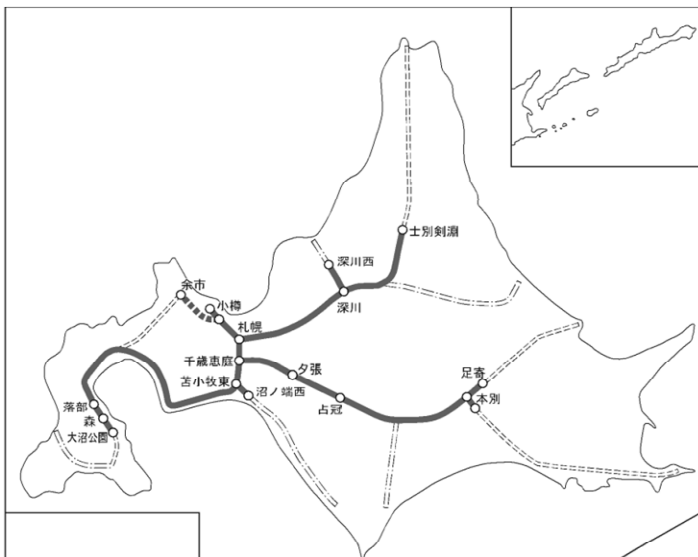 士別剣淵
深川西
余市
小樽
深川
札幌
千歳恵庭
夕張
足寄
苫小牧東
沼ノ端西
占冠
本別
落部
森
大沼公園